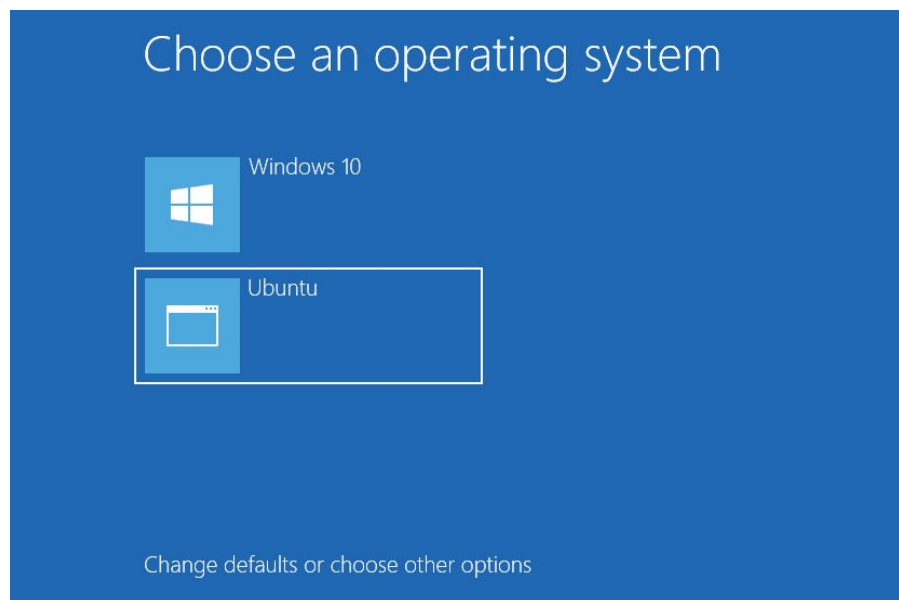 Choose an operating system
Windows 10
Ubuntu
Change defaults or choose other options